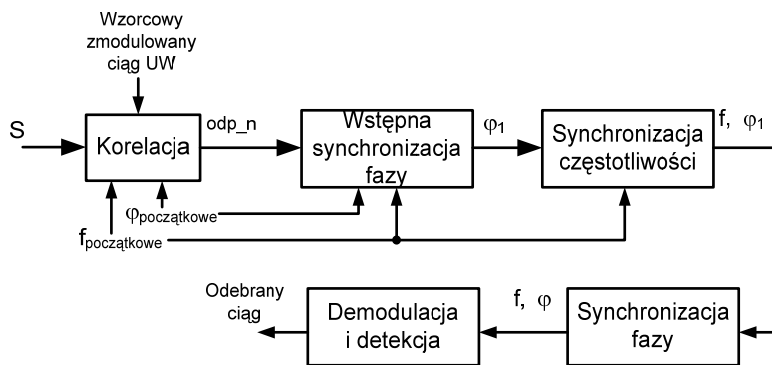 Wzorcowy
zmodulowany
ciąg UW
S
Korelacja
odp_n
Wstępna
synchronizacja
fazy
φ1
Synchronizacja
częstotliwości
f, φ1
φpoczątkowe
fpoczątkowe
Odebrany
ciąg
Demodulacja
i detekcja
f, φ
Synchronizacja
fazy